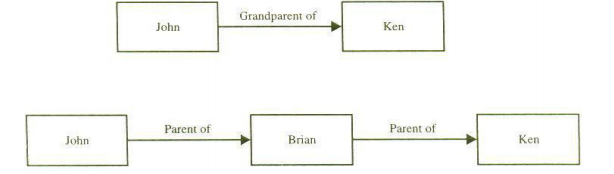 Grandparent of
John Ken
Parent of Parent of
John Brian Ken